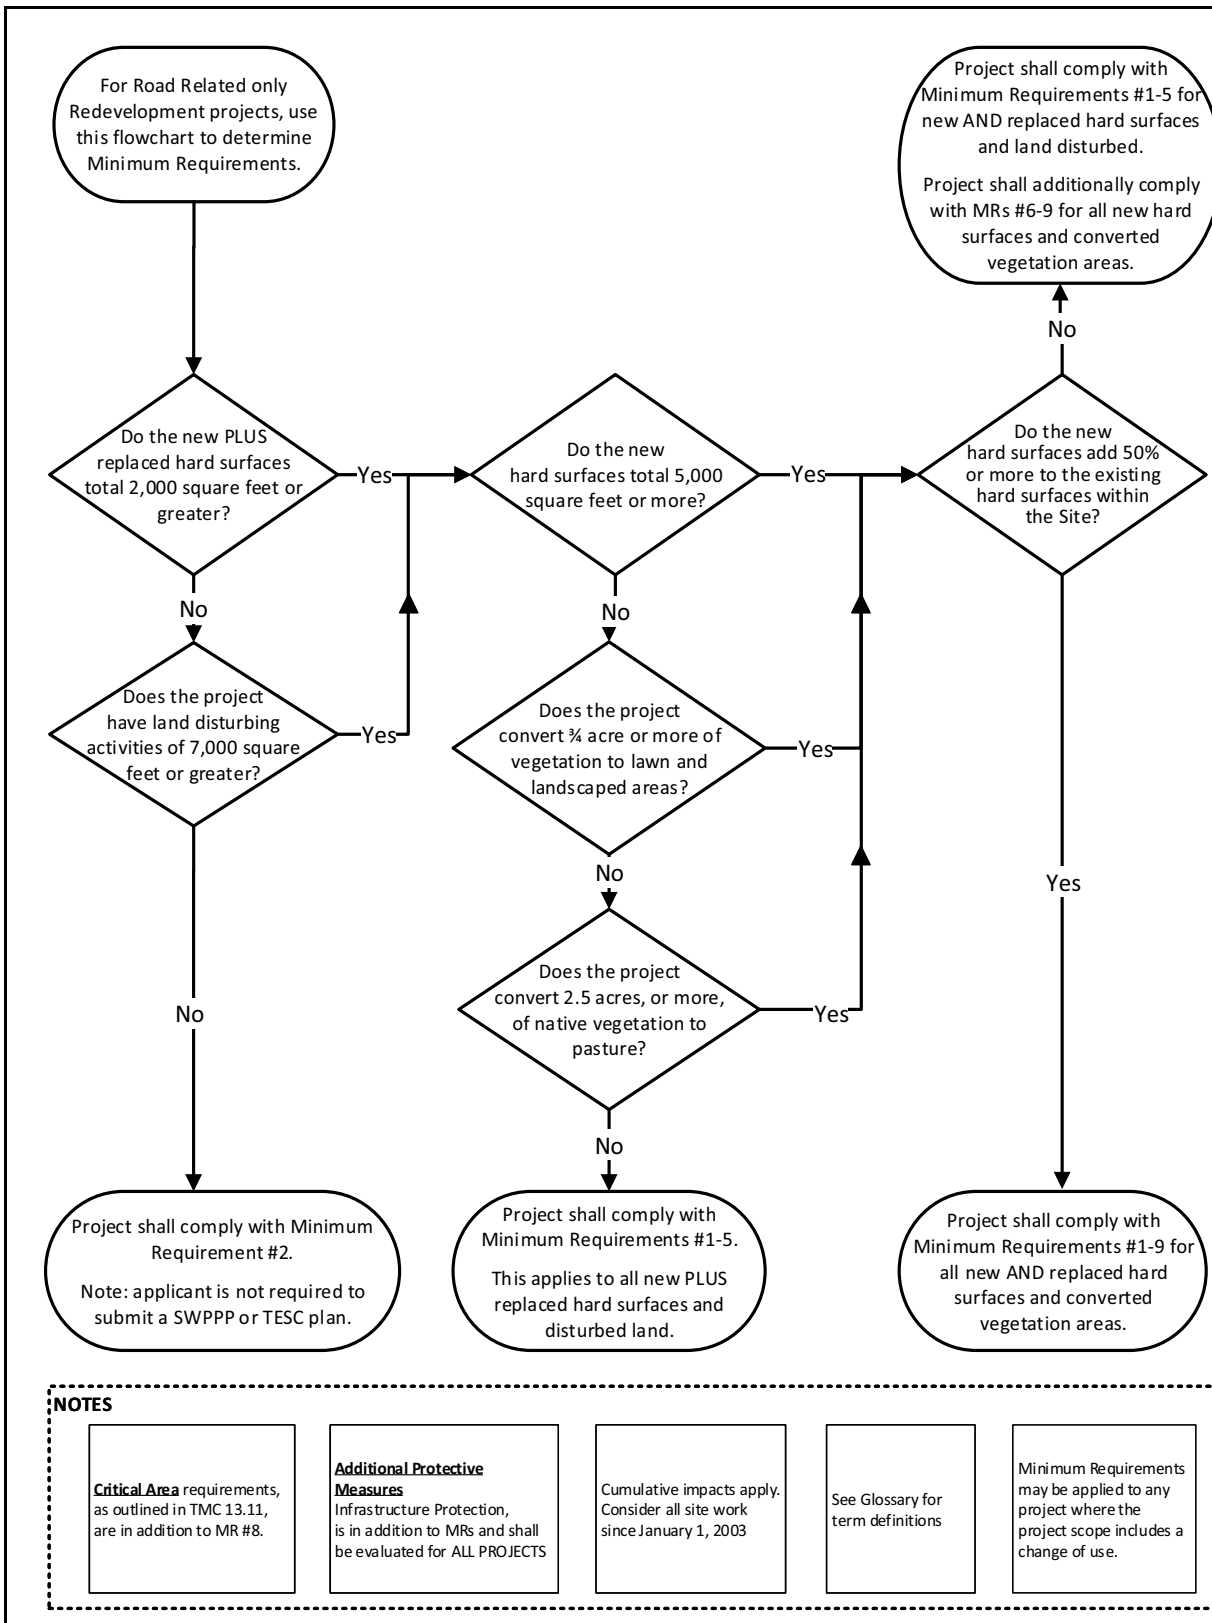 For Road Related only
Redevelopment projects, use
this flowchart to determine
Minimum Requirements.
Project shall comply with
Minimum Requirements #1-5 for
new AND replaced hard surfaces
and land disturbed.
Project shall additionally comply
with MRs #6-9 for all new hard
surfaces and converted
vegetation areas.
No
Do the new PLUS
replaced hard surfaces
total 2,000 square feet or
greater?
Yes
Do the new
hard surfaces total 5,000
square feet or more?
Yes
Do the new
hard surfaces add 50%
or more to the existing
hard surfaces within
the Site?
No
No
Does the project
have land disturbing
activities of 7,000 square
feet or greater?
Yes
Does the project
convert ¾ acre or more of
vegetation to lawn and
landscaped areas?
Yes
No
Yes
Does the project
convert 2.5 acres, or more,
of native vegetation to
pasture?
Yes
No
No
Project shall comply with Minimum
Requirement #2.
Note: applicant is not required to
submit a SWPPP or TESC plan.
Project shall comply with
Minimum Requirements #1-5.
This applies to all new PLUS
replaced hard surfaces and
disturbed land.
Project shall comply with
Minimum Requirements #1-9 for
all new AND replaced hard
surfaces and converted
vegetation areas.
NOTES
Critical Area requirements,
as outlined in TMC 13.11,
are in addition to MR #8.
Additional Protective
Measures
Infrastructure Protection,
is in addition to MRs and shall
be evaluated for ALL PROJECTS
Cumulative impacts apply.
Consider all site work
since January 1, 2003
See Glossary for
term definitions
Minimum Requirements
may be applied to any
project where the
project scope includes a
change of use.